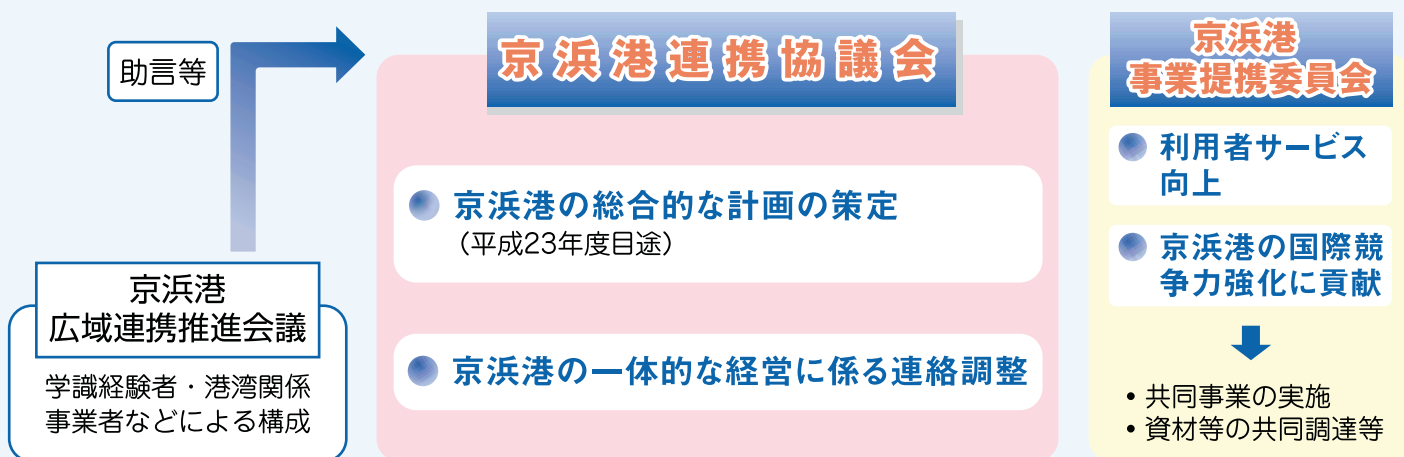 助言等
京浜港
広域連携推進会議
学識経験者・港湾関係
事業者などによる構成
京浜港連携協議会
京浜港の総合的な計画の策定
（平成23年度目途）
京浜港の一体的な経営に係る連絡調整
京浜港
事業提携委員会
利用者サービス
向上
京浜港の国際競
争力強化に貢献
・共同事業の実施
・資材等の共同調達等